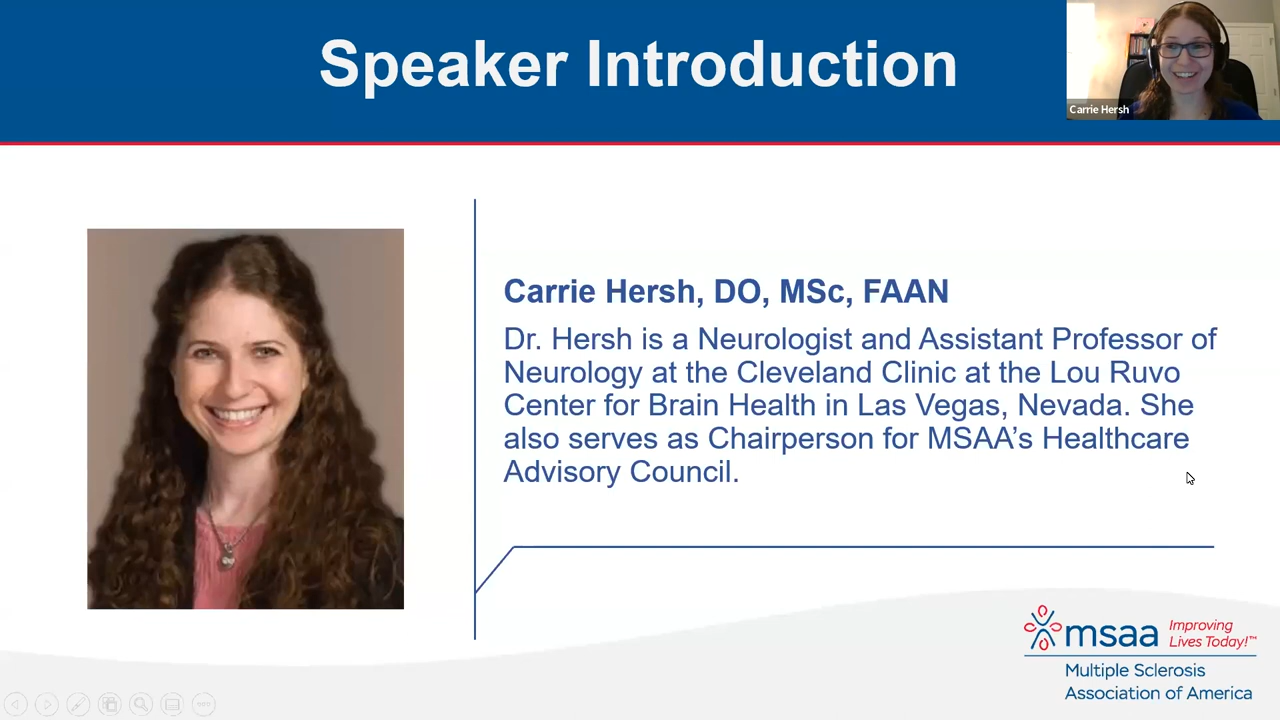 Speaker Introduction
Carrie Hersh
Carrie Hersh, DO, MSc, FAAN
Dr. Hersh is a Neurologist and Assistant Professor of
Neurology at the Cleveland Clinic at the Lou Ruvo
Center for Brain Health in Las Vegas, Nevada. She
also serves as Chairperson for MSAA’s Healthcare
Advisory Council.
msaa Improving
Lives Today!™
Multiple Sclerosis
Association of America